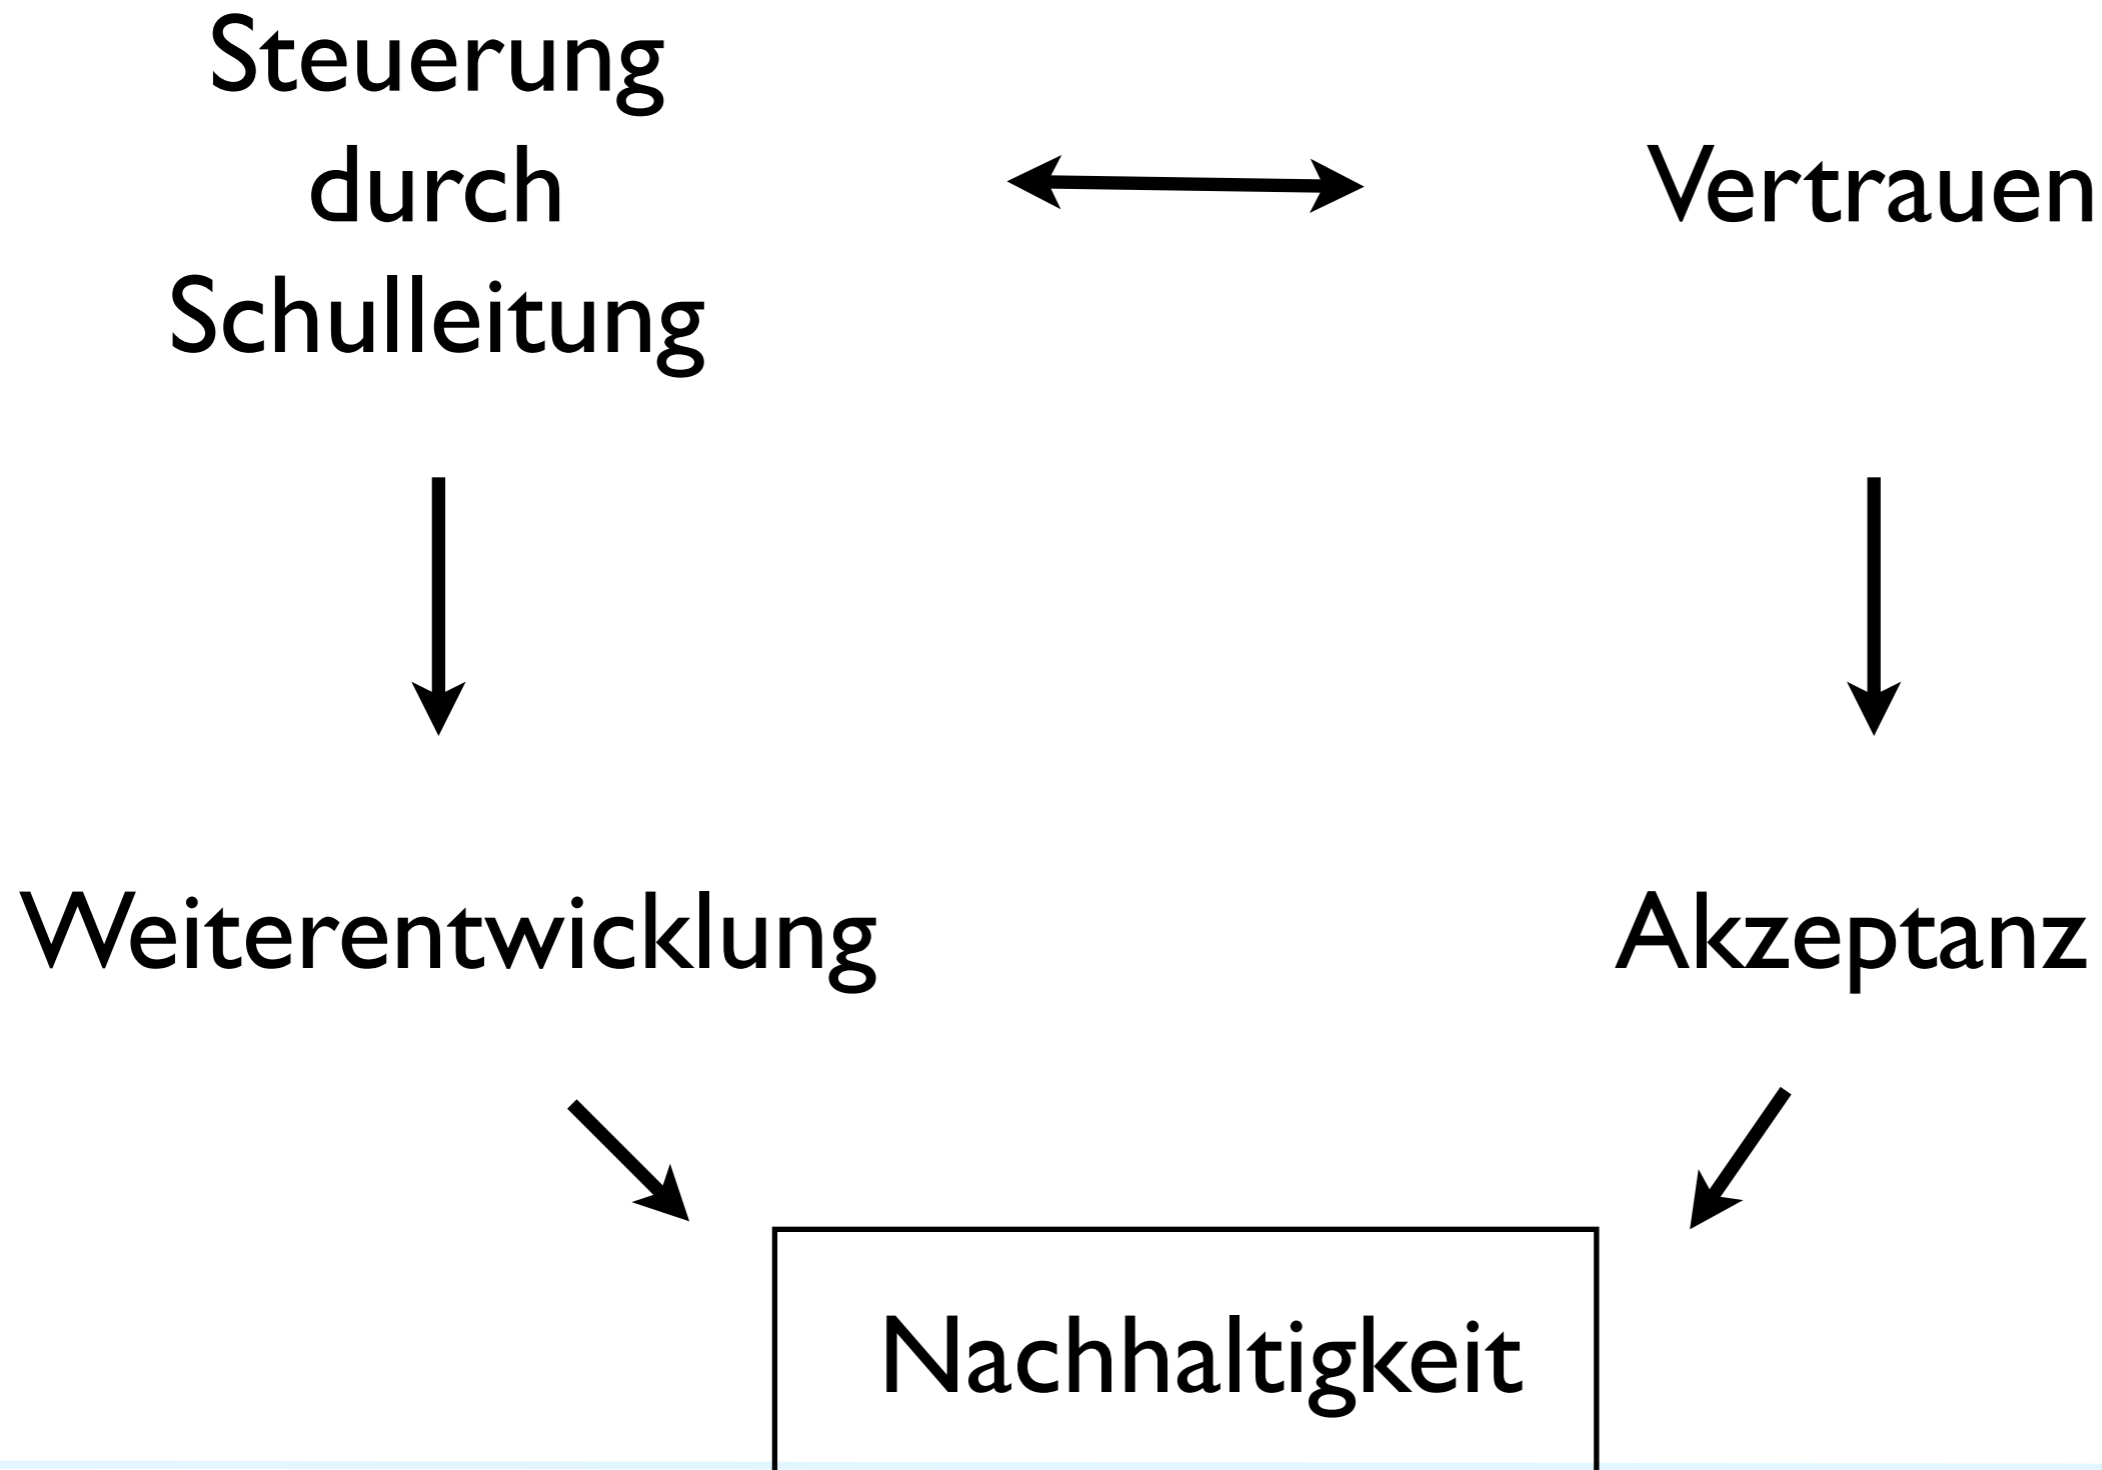 Steuerung
durch
Schulleitung
Vertrauen
Weiterentwicklung
Akzeptanz
Nachhaltigkeit